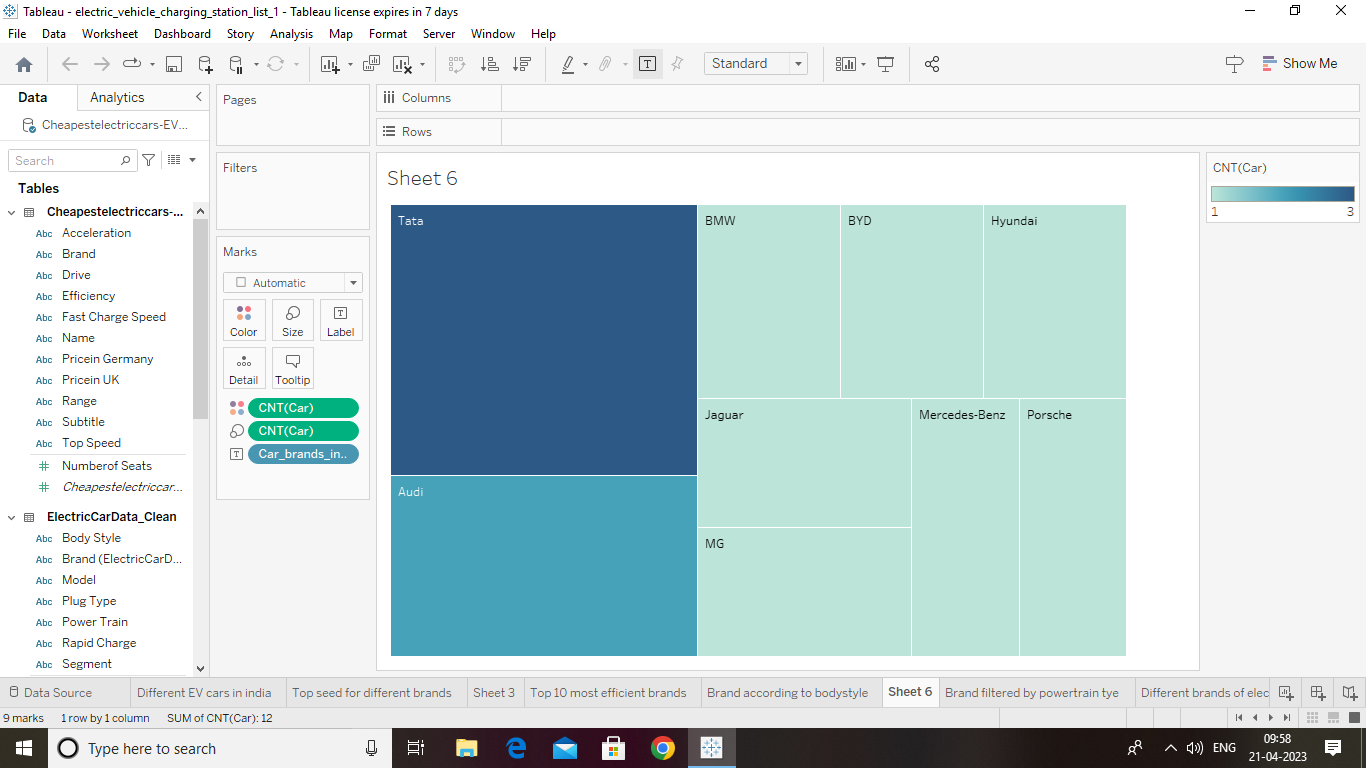 Tableau - electric_vehicle_charging_station_list_1 - Tableau license expires in 7 days
File Data Worksheet Dashboard Story Analysis Map Format Server Window Help
Standard
Show Me
Data Analytics
Cheapestelectriccars-EV...
Search
Tables
Cheapestelectriccars-...
Abc Acceleration
Abc Brand
Abc Drive
Abc Efficiency
Abc Fast Charge Speed
Abc Name
Abc Pricein Germany
Abc Pricein UK
Abc Range
Abc Subtitle
Abc Top Speed
Numberof Seats
Cheapestelectriccar...
ElectricCarData_Clean
Abc Body Style
Abc Brand (ElectricCarD...
Abc Model
Abc Plug Type
Abc Power Train
Abc Rapid Charge
Abc Segment
Pages
Filters
Marks
Automatic
Color Size Label
Detail Tooltip
CNT(Car)
CNT(Car)
Car_brands_in..
Columns
Rows
Sheet 6
Tata
BMW
BYD
Hyundai
Audi
Jaguar
Mercedes-Benz
Porsche
MG
CNT(Car)
1 3
Data Source Different EV cars in india Top seed for different brands Sheet 3 Top 10 most efficient brands Brand according to bodystyle Sheet 6 Brand filtered by powertrain tye Different brands of elec
9 marks 1 row by 1 column SUM of CNT(Car): 12
Type here to search
ENG
09:58
21-04-2023